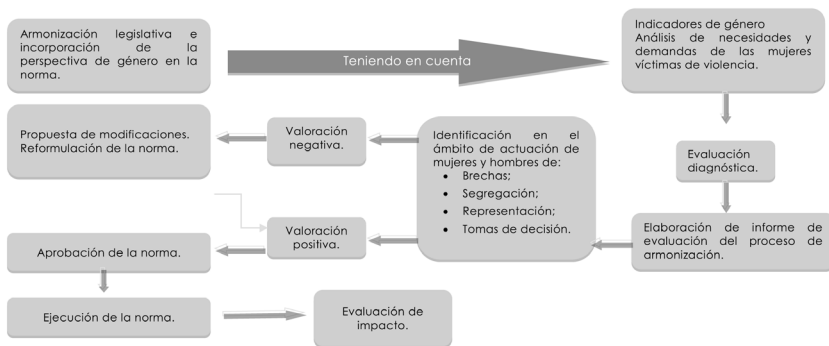 Armonización legislativa e
incorporación de la
perspectiva de género en la
norma.
Teniendo en cuenta
Indicadores de género
Análisis de necesidades y
demandas de las mujeres
víctimas de violencia.
Propuesta de modificaciones.
Reformulación de la norma.
Valoración
negativa.
Identificación en el
ámbito de actuación de
mujeres y hombres de:
• Brechas;
• Segregación;
• Representación;
• Tomas de decisión.
Evaluación
diagnóstica.
Valoración
positiva.
Elaboración de informe de
evaluación del proceso de
armonización.
Aprobación de la norma.
Ejecución de la norma.
Evaluación de
impacto.